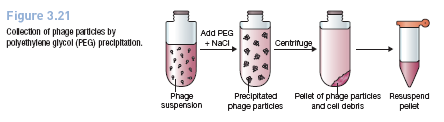 Figure 3.21
Collection of phage particles by
polyethylene glycol (PEG) precipitation.
Add PEG
+ NaCl
Centrifuge
Phage
suspension
Precipitated
phage particles
Pellet of phage particles
and cell debris
Resuspend
pellet